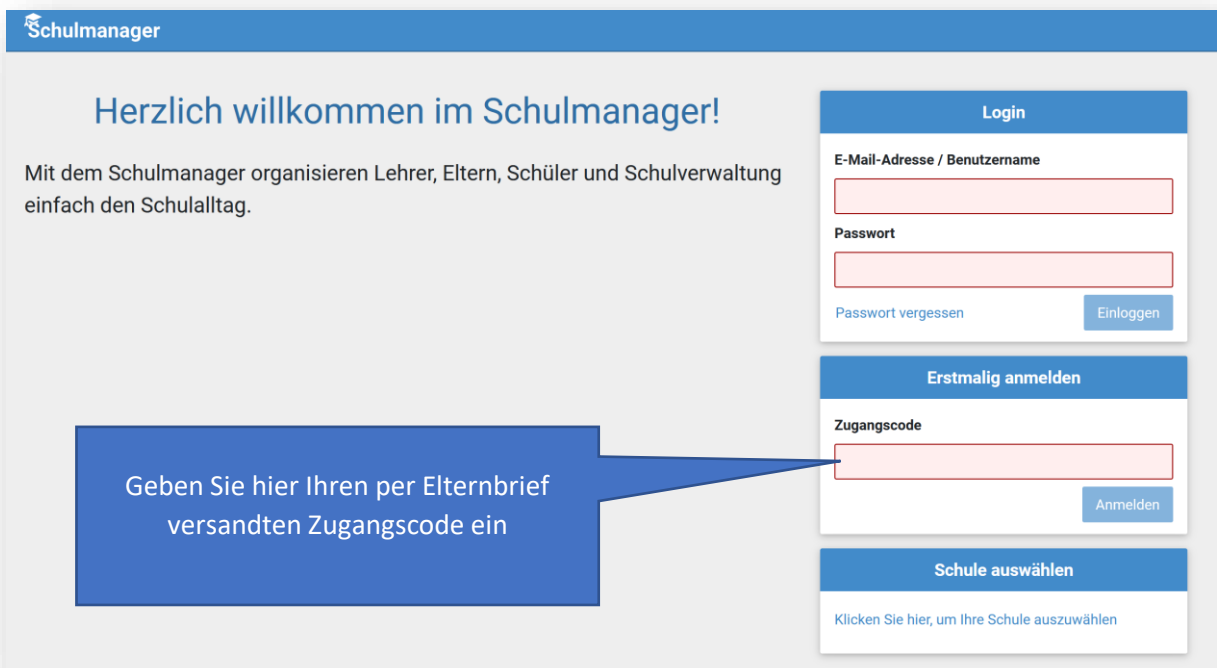 Schulmanager
Herzlich willkommen im Schulmanager!
Mit dem Schulmanager organisieren Lehrer, Eltern, Schüler und Schulverwaltung
einfach den Schulalltag.
Login
E-Mail-Adresse / Benutzername
Passwort
Passwort vergessen
Einloggen
Erstmalig anmelden
Zugangscode
Geben Sie hier Ihren per Elternbrief
versandten Zugangscode ein
Anmelden
Schule auswählen
Klicken Sie hier, um Ihre Schule auszuwählen